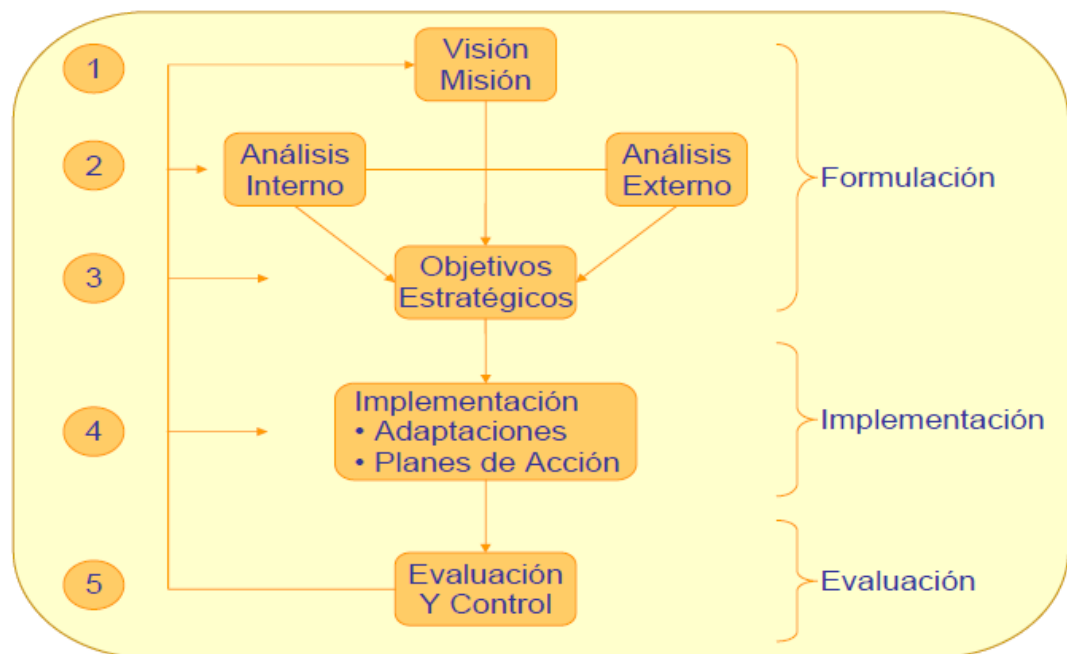 1
Visión
Misión
2
Análisis
Interno
Análisis
Externo
Formulación
3
Objetivos
Estratégicos
4
Implementación
• Adaptaciones
• Planes de Acción
Implementación
5
Evaluación
Y Control
Evaluación